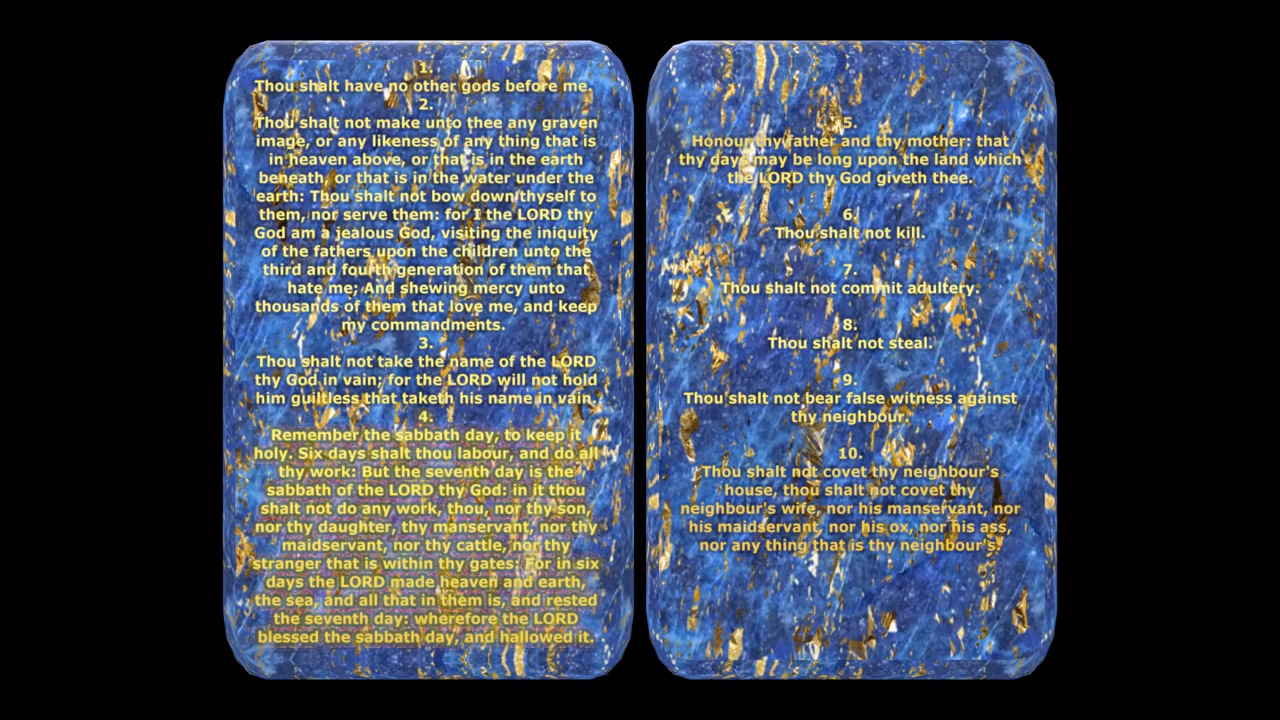 1.
Thou shalt have no other gods before me.
2.
Thou shalt not make unto thee any graven
image, or any likeness of any thing that is
in heaven above, or that is in the earth
beneath, or that is in the water under the
earth: Thou shalt not bow down thyself to
them, nor serve them: for I the LORD thy
God am a jealous God, visiting the iniquity
of the fathers upon the children unto the
third and fourth generation of them that
hate me; And shewing mercy unto
thousands of them that love me, and keep
my commandments.
3.
Thou shalt not take the name of the LORD
thy God in vain; for the LORD will not hold
him guiltless that taketh his name in vain.
4.
Remember the sabbath day, to keep it
holy. Six days shalt thou labour, and do all
thy work: But the seventh day is the
sabbath of the LORD thy God: in it thou
shalt not do any work, thou, nor thy son,
nor thy daughter, thy manservant, nor thy
maidservant, nor thy cattle, nor thy
stranger that is within thy gates: For in six
days the LORD made heaven and earth,
the sea, and all that in them is, and rested
the seventh day: wherefore the LORD
blessed the sabbath day, and hallowed it.
5.
Honour thy father and thy mother: that
thy days may be long upon the land which
the LORD thy God giveth thee.
6.
Thou shalt not kill.
7.
Thou shalt not commit adultery.
8.
Thou shalt not steal.
9.
Thou shalt not bear false witness against
thy neighbour.
10.
Thou shalt not covet thy neighbour's
house, thou shalt not covet thy
neighbour's wife, nor his manservant, nor
his maidservant, nor his ox, nor his ass,
nor any thing that is thy neighbour's.